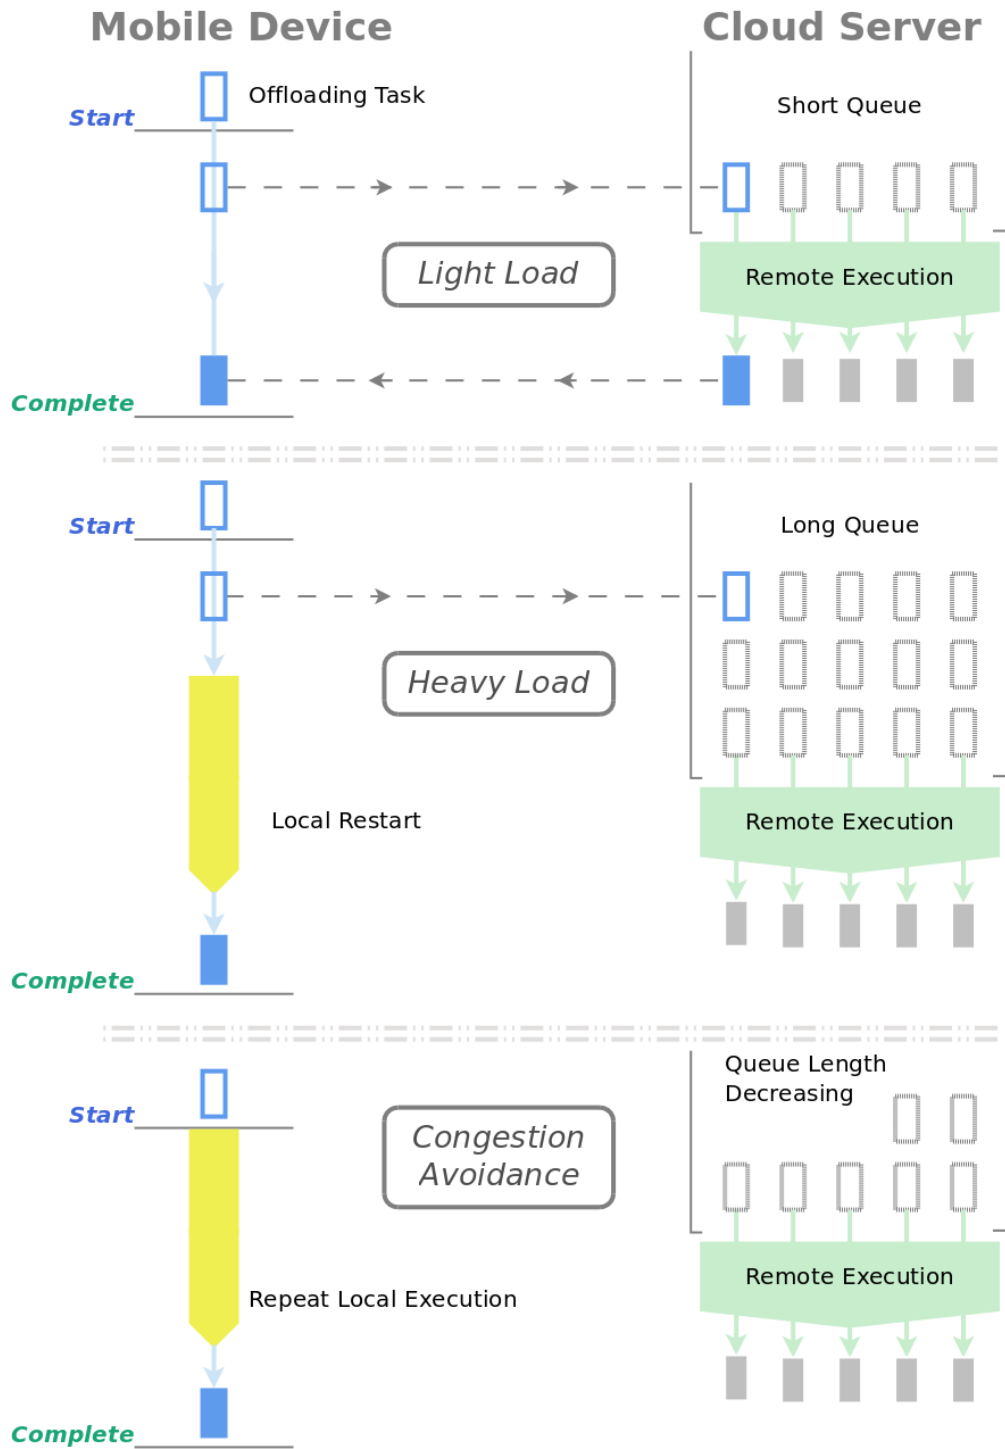 Mobile Device
Cloud Server
Offloading Task
Start
Short Queue
Light Load
Remote Execution
Complete
Start
Long Queue
Heavy Load
Local Restart
Remote Execution
Complete
Queue Length
Decreasing
Start
Congestion
Avoidance
Remote Execution
Repeat Local Execution
Complete